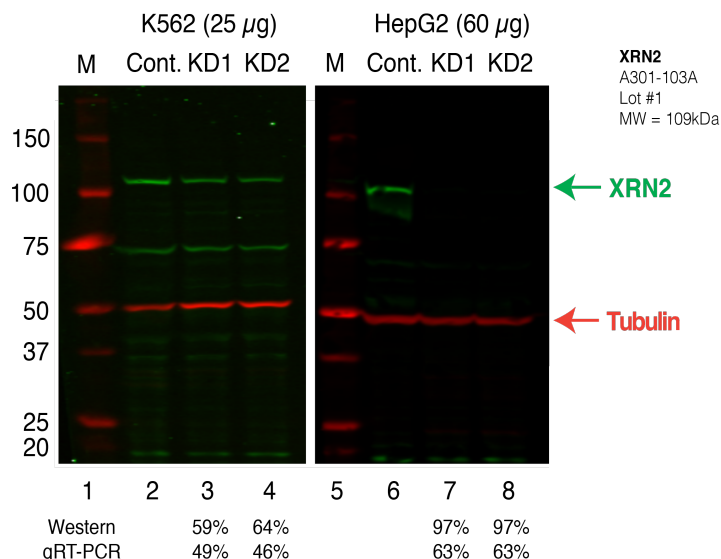 K562 (25 µg) HepG2 (60 µg)
M Cont. KD1 KD2 M Cont. KD1 KD2
XRN2
A301-103A
Lot #1
MW = 109kDa
150
100
75
50
37
25
20
XRN2
Tubulin
1 2 3 4 5 6 7 8
Western 59% 64% 97% 97%
qRT-PCR 49% 46% 63% 63%